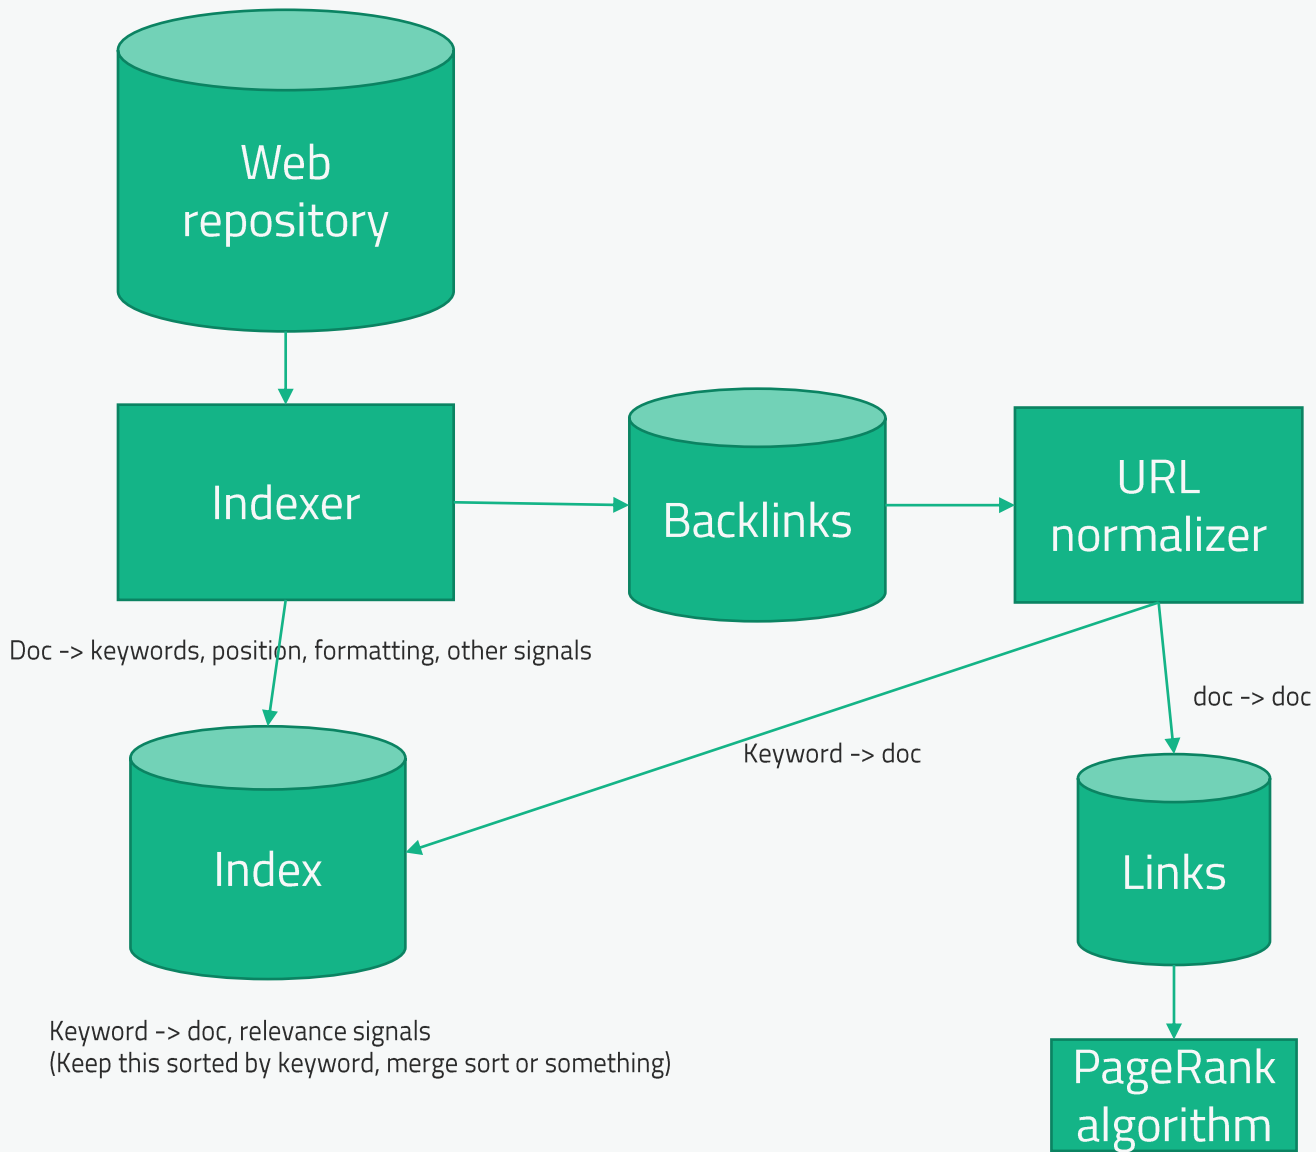 Web
repository
Indexer
Backlinks
URL
normalizer
Doc -> keywords, position, formatting, other signals
doc -> doc
Keyword -> doc
Index
Links
Keyword -> doc, relevance signals
(Keep this sorted by keyword, merge sort or something)
PageRank
algorithm